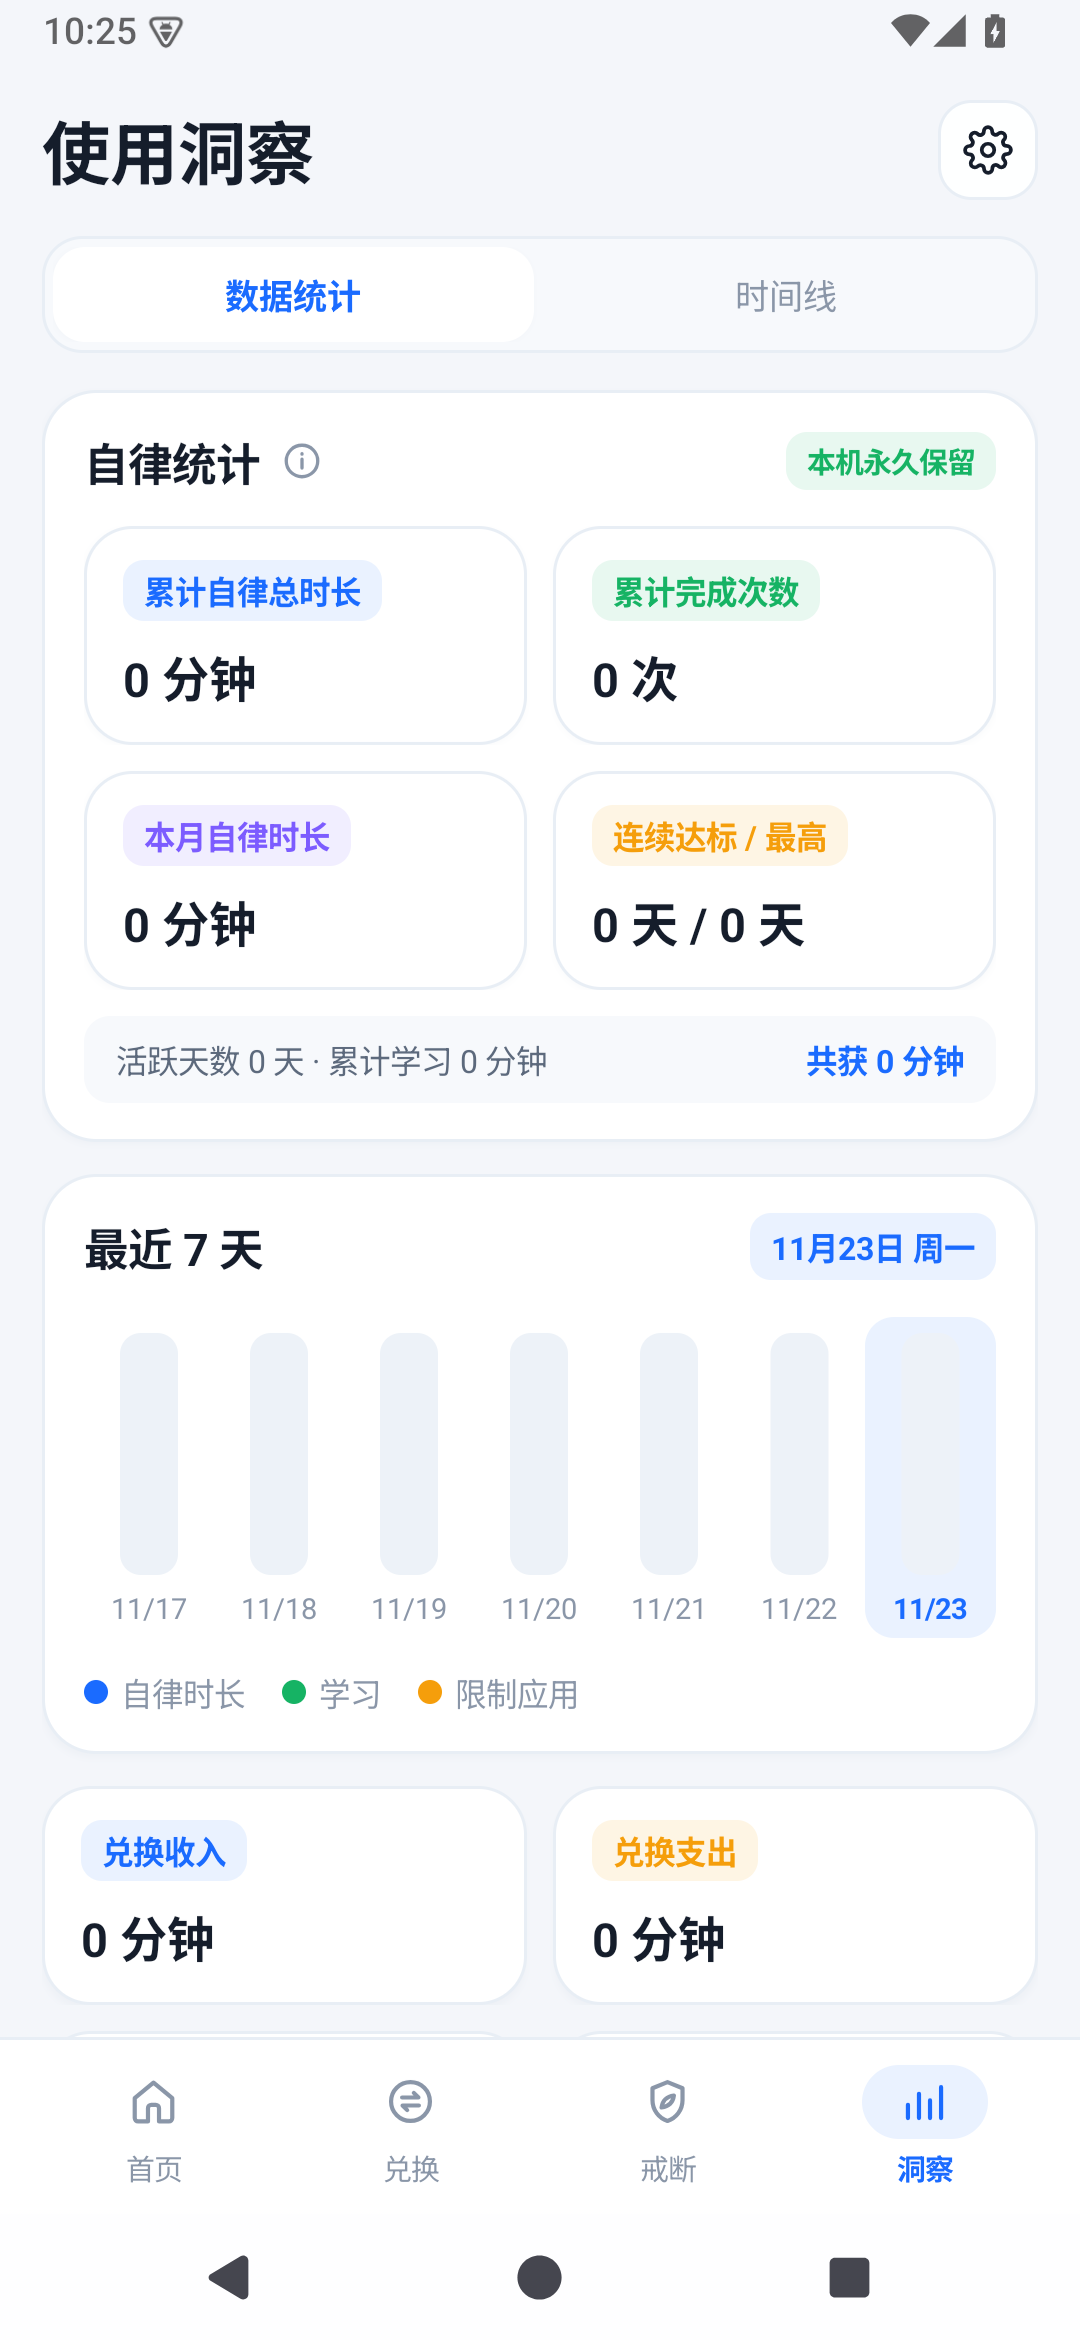 10:25
使用洞察
数据统计
时间线
自律统计
本机永久保留
累计自律总时长
累计完成次数
0 分钟
0 次
本月自律时长
连续达标 / 最高
0 分钟
0 天 / 0 天
活跃天数 0 天 · 累计学习 0 分钟
共获 0 分钟
最近 7 天
11月23日 周一
11/17
11/18
11/19
11/20
11/21
11/22
11/23
自律时长
学习
限制应用
兑换收入
兑换支出
0 分钟
0 分钟
首页
兑换
戒断
洞察